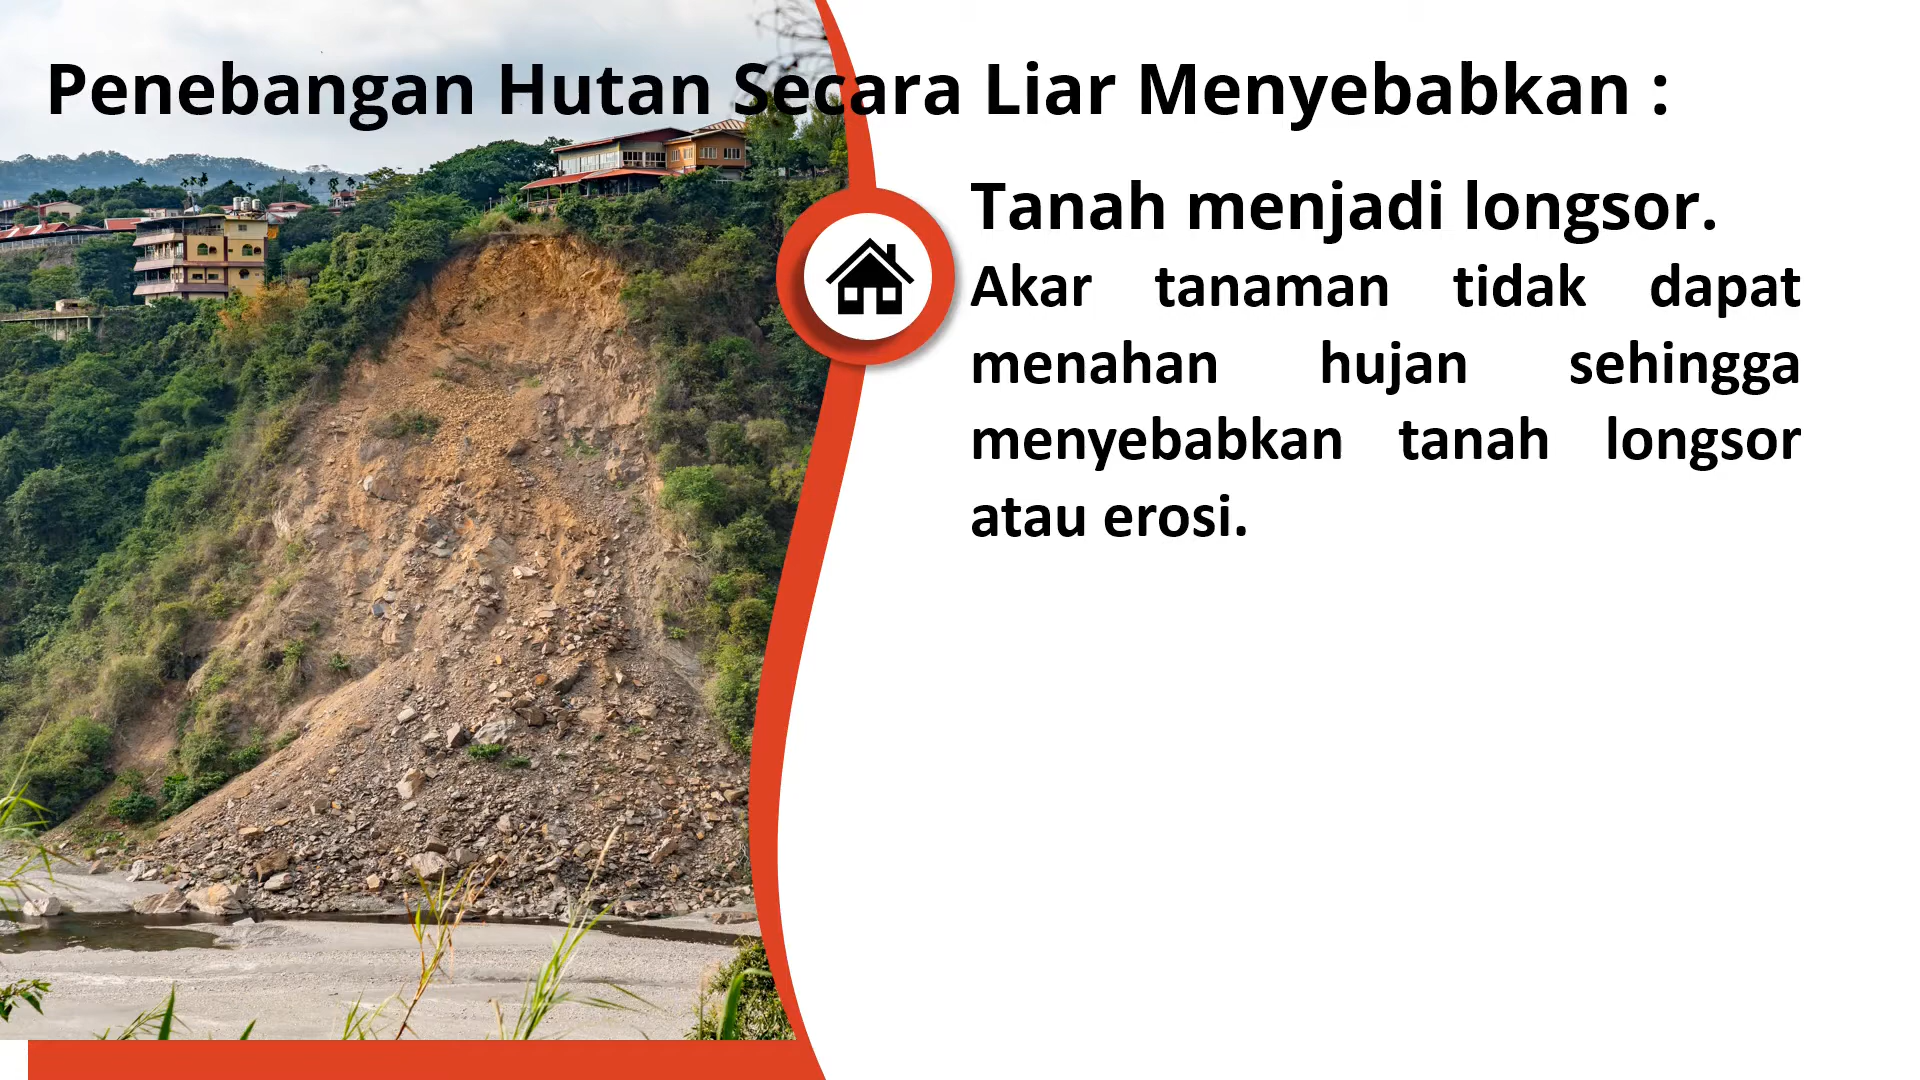 Penebangan Hutan Secara Liar Menyebabkan :
Tanah menjadi longsor.
Akar tanaman tidak dapat
menahan hujan sehingga
menyebabkan tanah longsor
atau erosi.